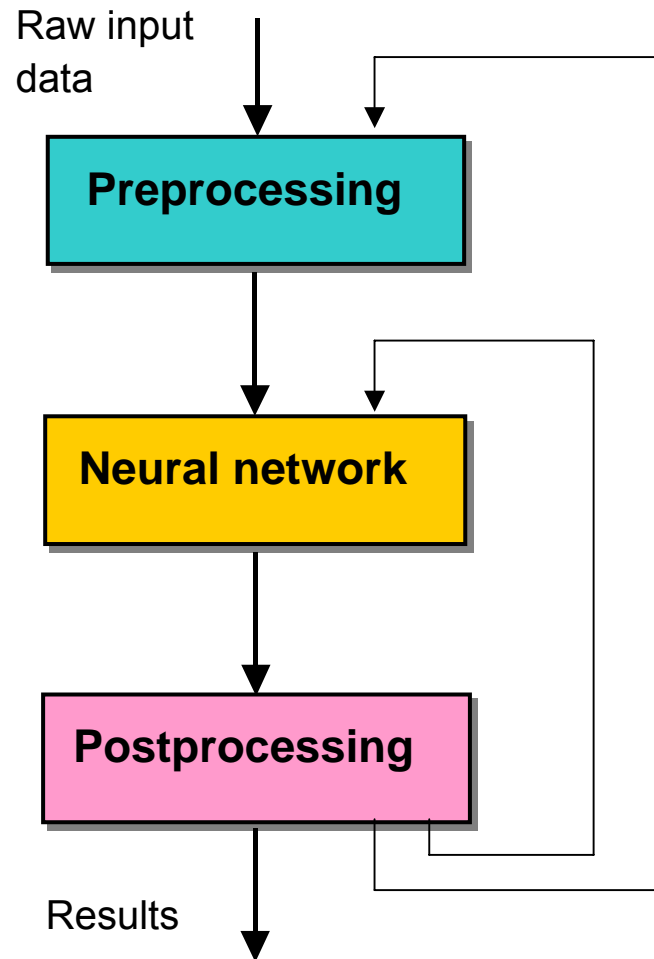 Raw input
data
Preprocessing
Neural network
Postprocessing
Results